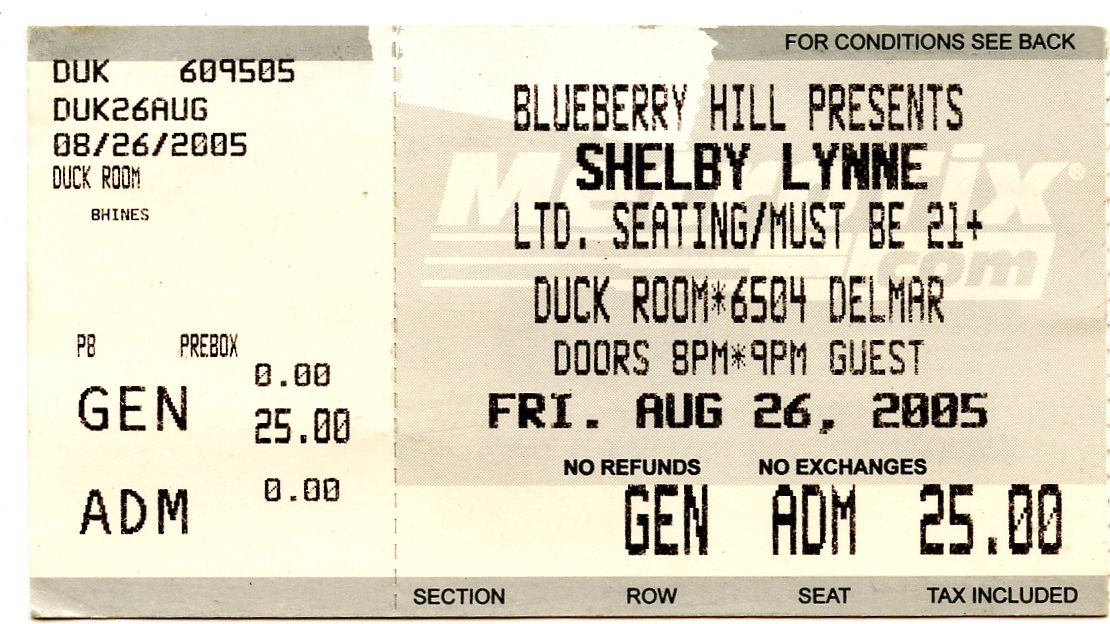 DUK 609505
DUK26AUG
08/26/2005
DUCK ROOM
BHINES
PB PREBOX
0.00
GEN 25.00
ADM 0.00
FOR CONDITIONS SEE BACK
BLUEBERRY HILL PRESENTS
SHELBY LYNNE
LTD. SEATING/MUST BE 21+
DUCK ROOM*6504 DELMAR
DOORS 8PM*9PM GUEST
FRI. AUG 26, 2005
NO REFUNDS NO EXCHANGES
GEN ADM 25.00
SECTION ROW SEAT TAX INCLUDED
MetroTix®
.com